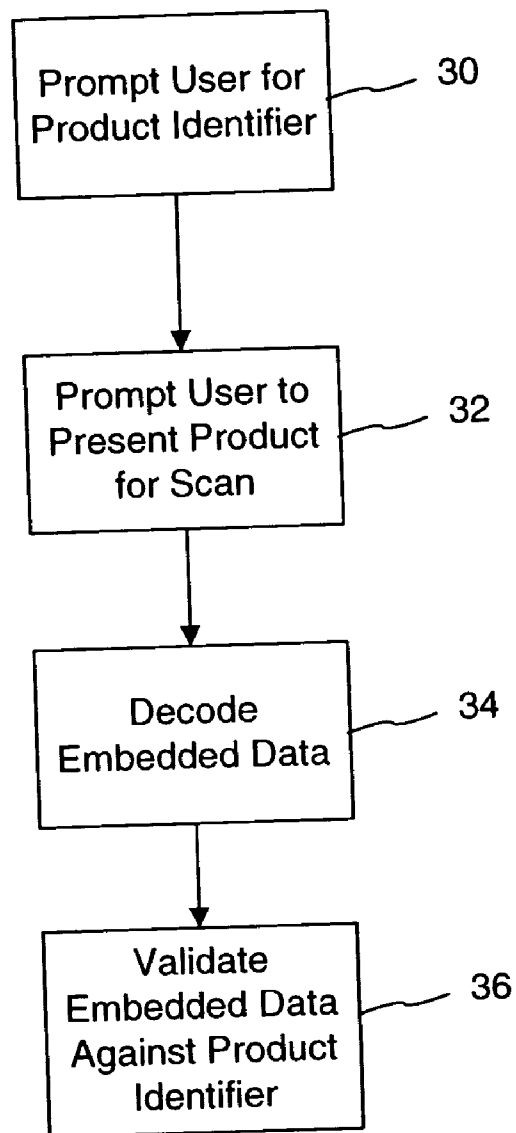 Prompt User for
Product Identifier
30
Prompt User to
Present Product
for Scan
32
Decode
Embedded Data
34
Validate
Embedded Data
Against Product
Identifier
36